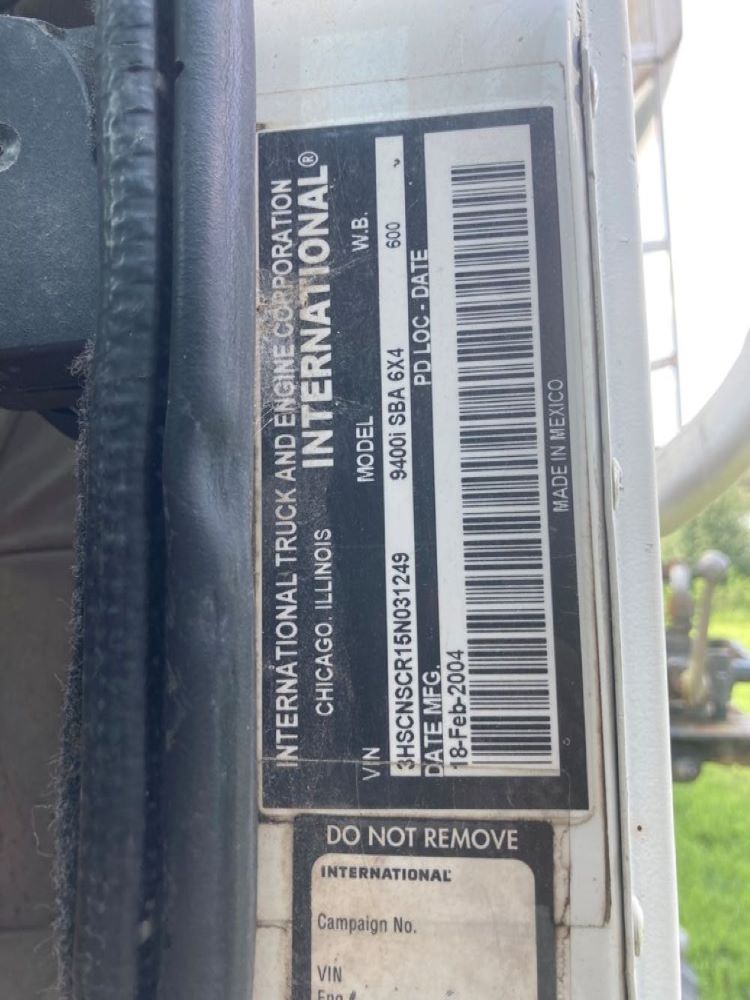 INTERNATIONAL TRUCK AND ENGINE CORPORATION
CHICAGO, ILLINOIS INTERNATIONAL®
VIN MODEL W.B.
3HSCNSCR15N031249 9400i SBA 6X4 600
DATE MFG. PD LOC - DATE
18-Feb-2004
MADE IN MEXICO
DO NOT REMOVE
INTERNATIONAL
Campaign No.
VIN
Eng #